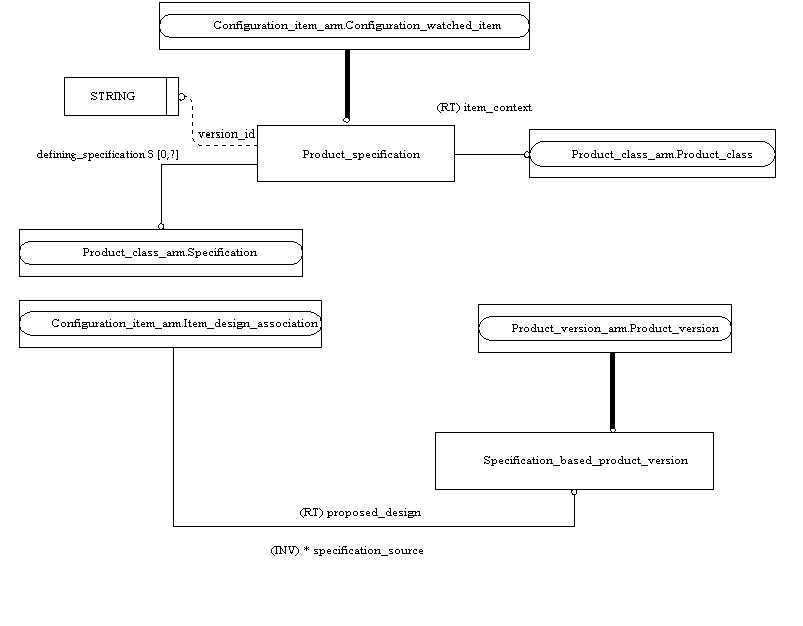 Configuration_item_arm.Configuration_watched_item
STRING
(RT) item_context
version_id
defining_specification S [0,?]
Product_specification
Product_class_arm.Product_class
Product_class_arm.Specification
Configuration_item_arm.Item_design_association
Product_version_arm.Product_version
Specification_based_product_version
(RT) proposed_design
(INV) * specification_source